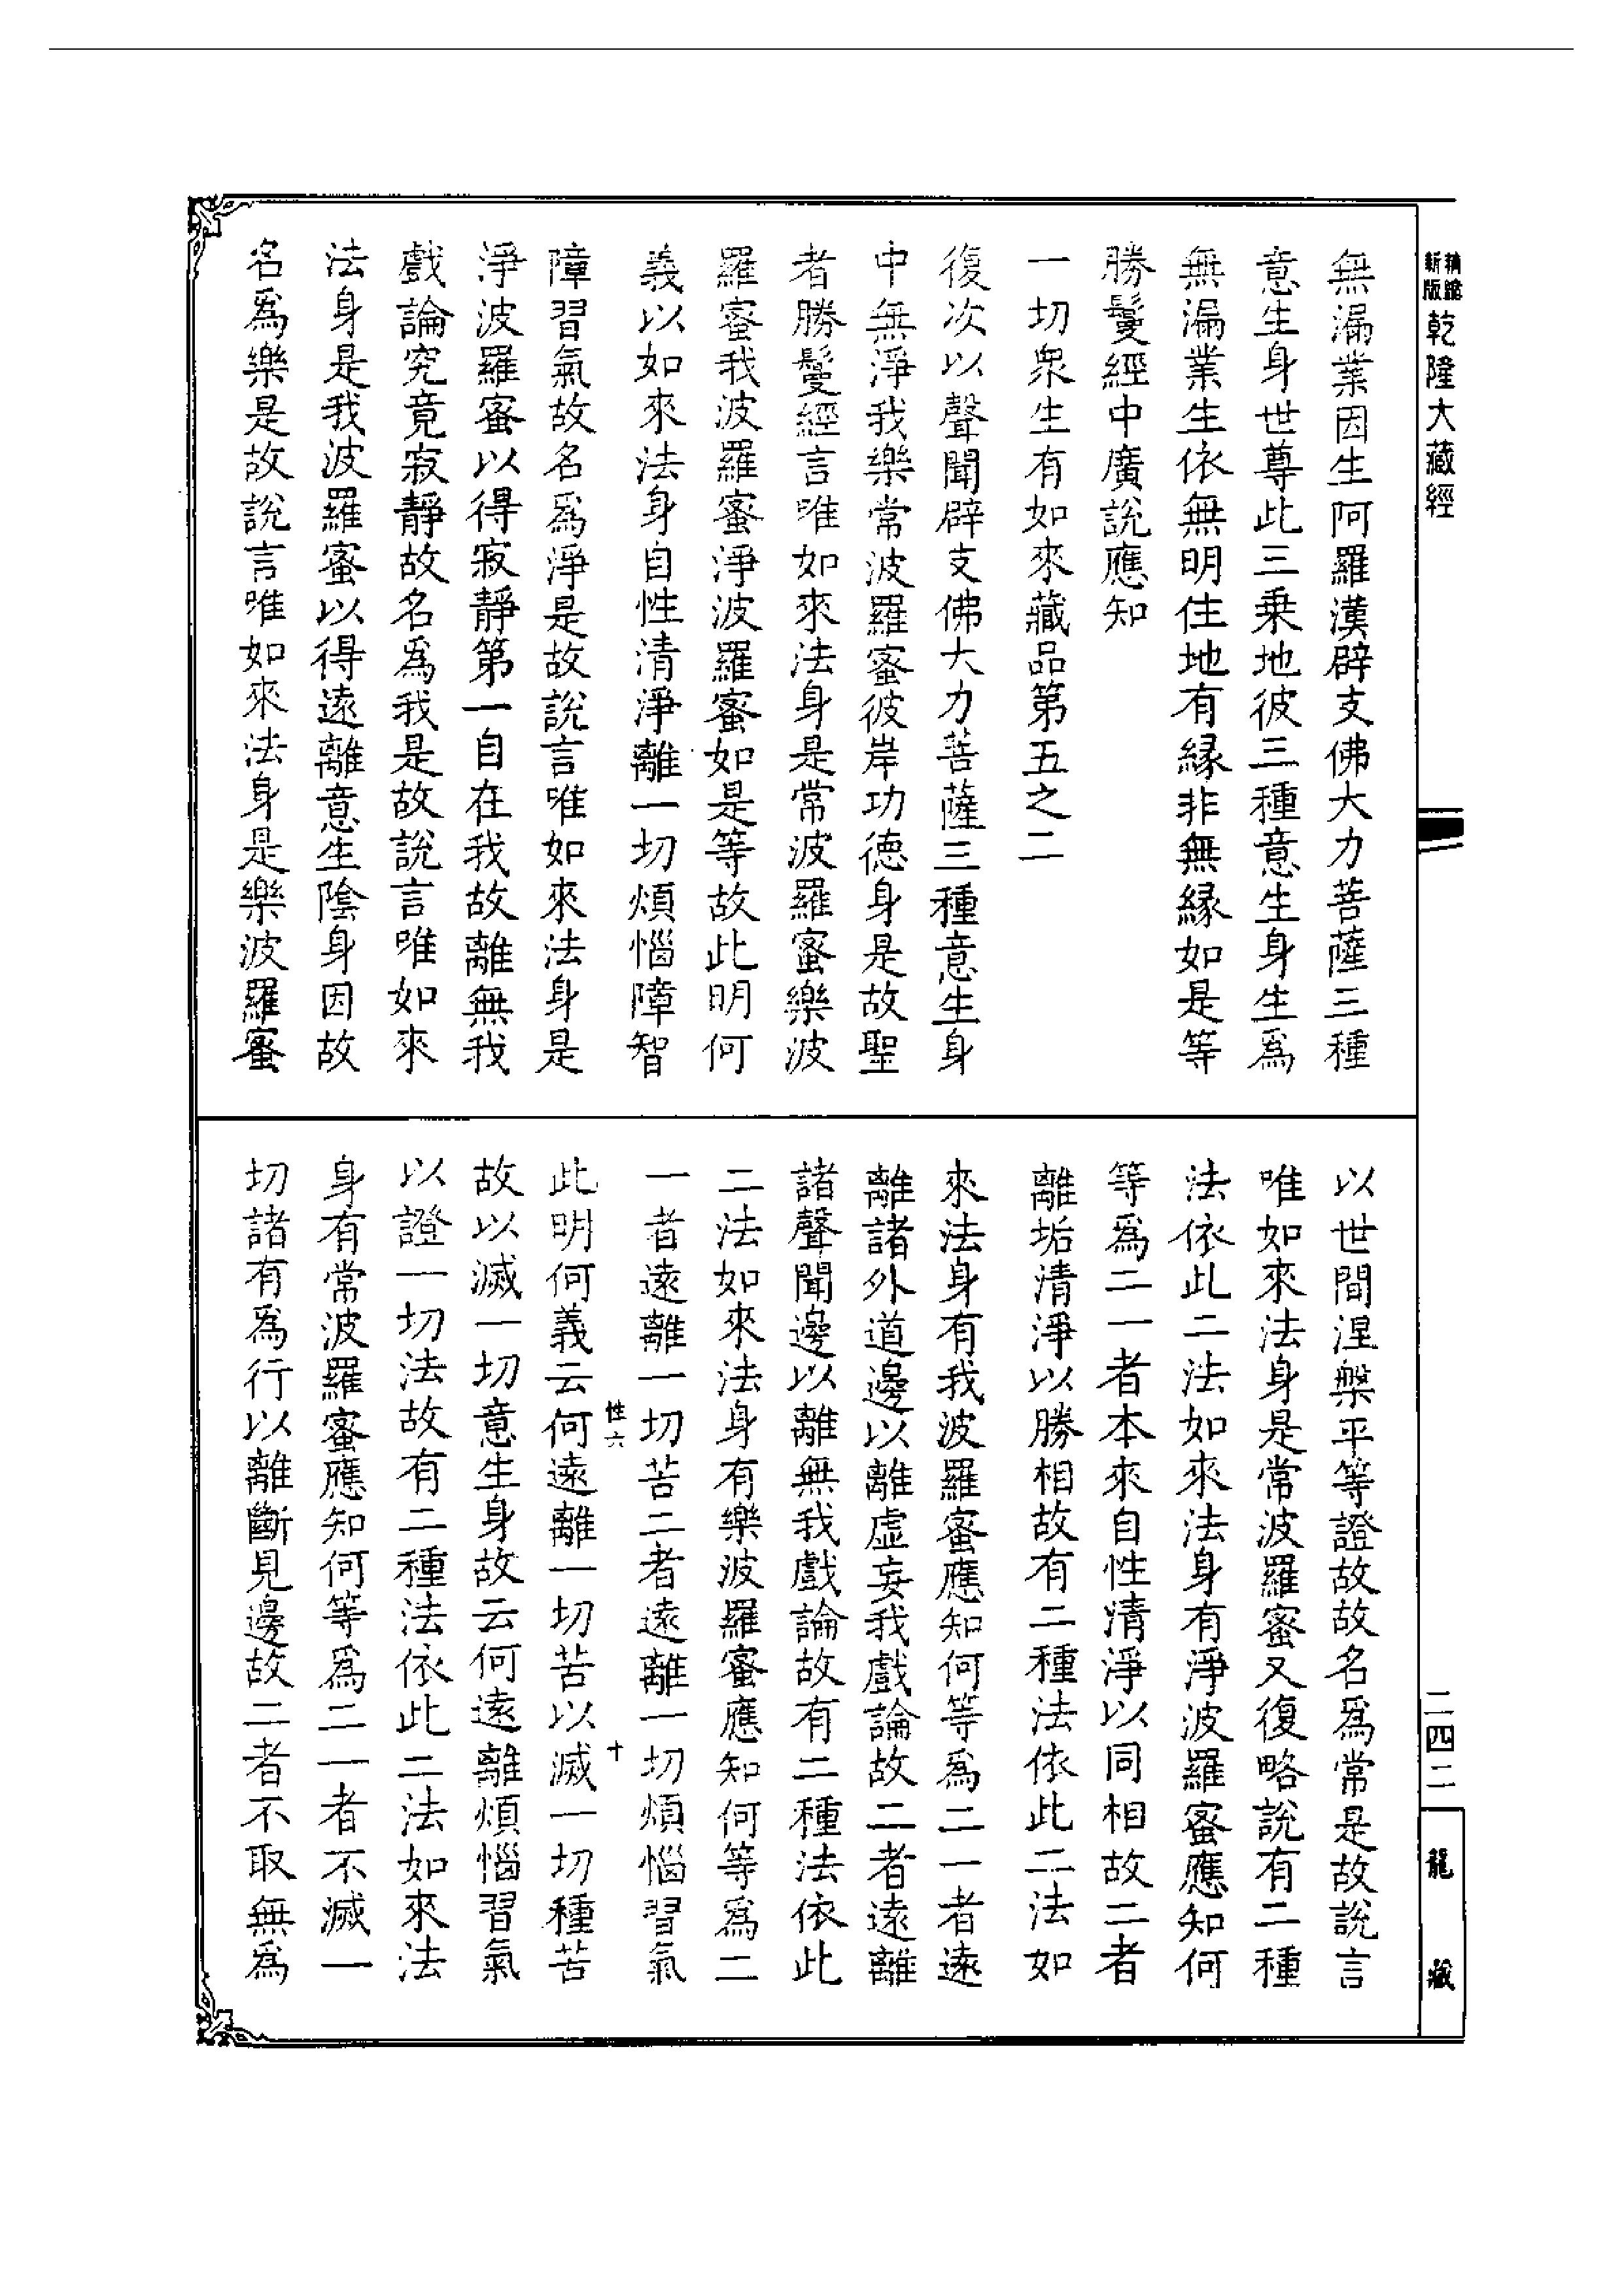 新版 精縮 乾隆大藏經
無漏業因生阿羅漢辟支佛大力菩薩三種
意生身世尊此三乘地彼三種意生身生爲
無漏業生依無明住地有緣非無緣如是等
勝鬘經中廣說應知
一切衆生有如來藏品第五之二
復次以聲聞辟支佛大力菩薩三種意生身
中無淨我樂常波羅蜜彼岸功德身是故聖
者勝鬘經言唯如來法身是常波羅蜜樂波
羅蜜我波羅蜜淨波羅蜜如是等故此明何
義以如來法身自性清淨離一切煩惱障智
障習氣故名爲淨是故說言唯如來法身是
淨波羅蜜以得寂靜第一自在我故離無我
戲論究竟寂靜故名爲我是故說言唯如來
法身是我波羅蜜以得遠離意生陰身因故
名爲樂是故說言唯如來法身是樂波羅蜜
以世間涅槃平等證故故名爲常是故說言
唯如來法身是常波羅蜜又復略說有二種
法依此二法如來法身有淨波羅蜜應知何
等爲二一者本來自性清淨以同相故二者
離垢清淨以勝相故有二種法依此二法如
來法身有我波羅蜜應知何等爲二一者遠
離諸外道邊以離虛妄我戲論故二者遠離
諸聲聞邊以離無我戲論故有二種法依此
二法如來法身有樂波羅蜜應知何等爲二
一者遠離一切苦二者遠離一切煩惱習氣
性六 十
此明何義云何遠離一切苦以滅一切種苦
故以滅一切意生身故云何遠離煩惱習氣
以證一切法故有二種法依此二法如來法
身有常波羅蜜應知何等爲二一者不滅一
切諸有爲行以離斷見邊故二者不取無爲
二四二
龍藏